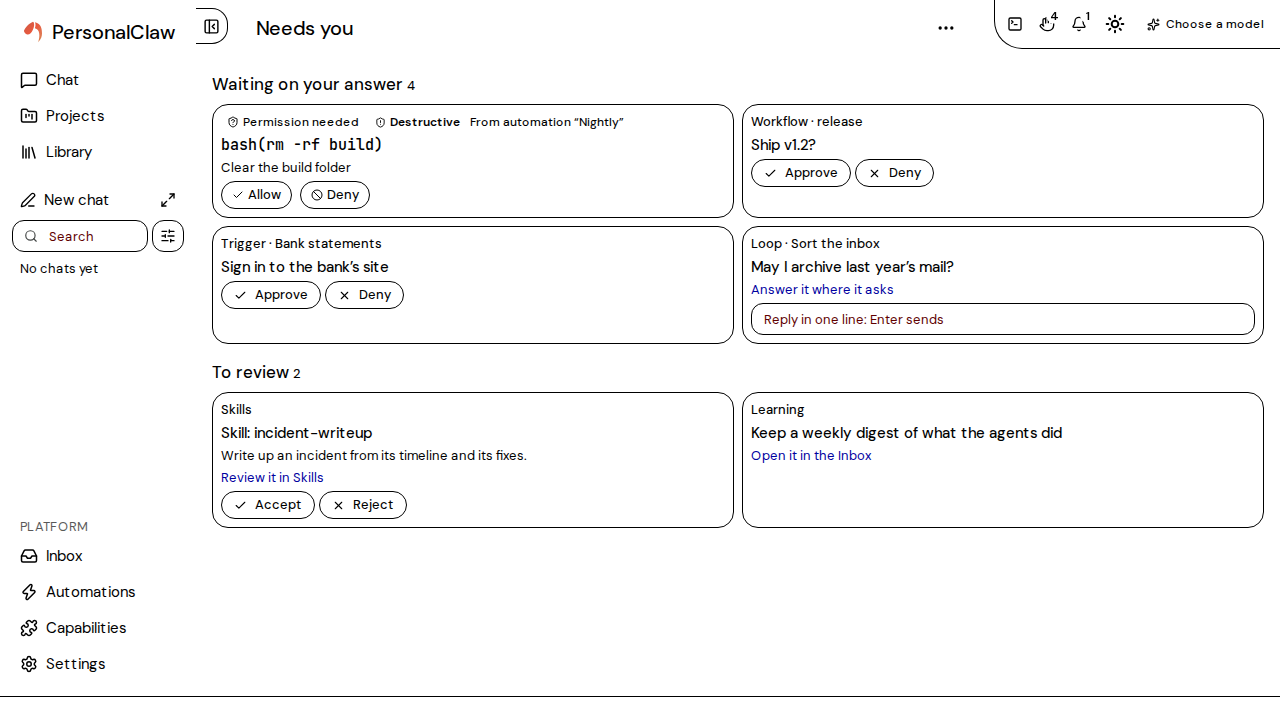 PersonalClaw
Needs you
4
1
Choose a model
Chat
Projects
Library
New chat
Search
No chats yet
PLATFORM
Inbox
Automations
Capabilities
Settings
Waiting on your answer 4
Permission needed Destructive From automation “Nightly”
bash(rm -rf build)
Clear the build folder
Allow Deny
Workflow · release
Ship v1.2?
Approve Deny
Trigger · Bank statements
Sign in to the bank’s site
Approve Deny
Loop · Sort the inbox
May I archive last year’s mail?
Answer it where it asks
Reply in one line: Enter sends
To review 2
Skills
Skill: incident-writeup
Write up an incident from its timeline and its fixes.
Review it in Skills
Accept Reject
Learning
Keep a weekly digest of what the agents did
Open it in the Inbox